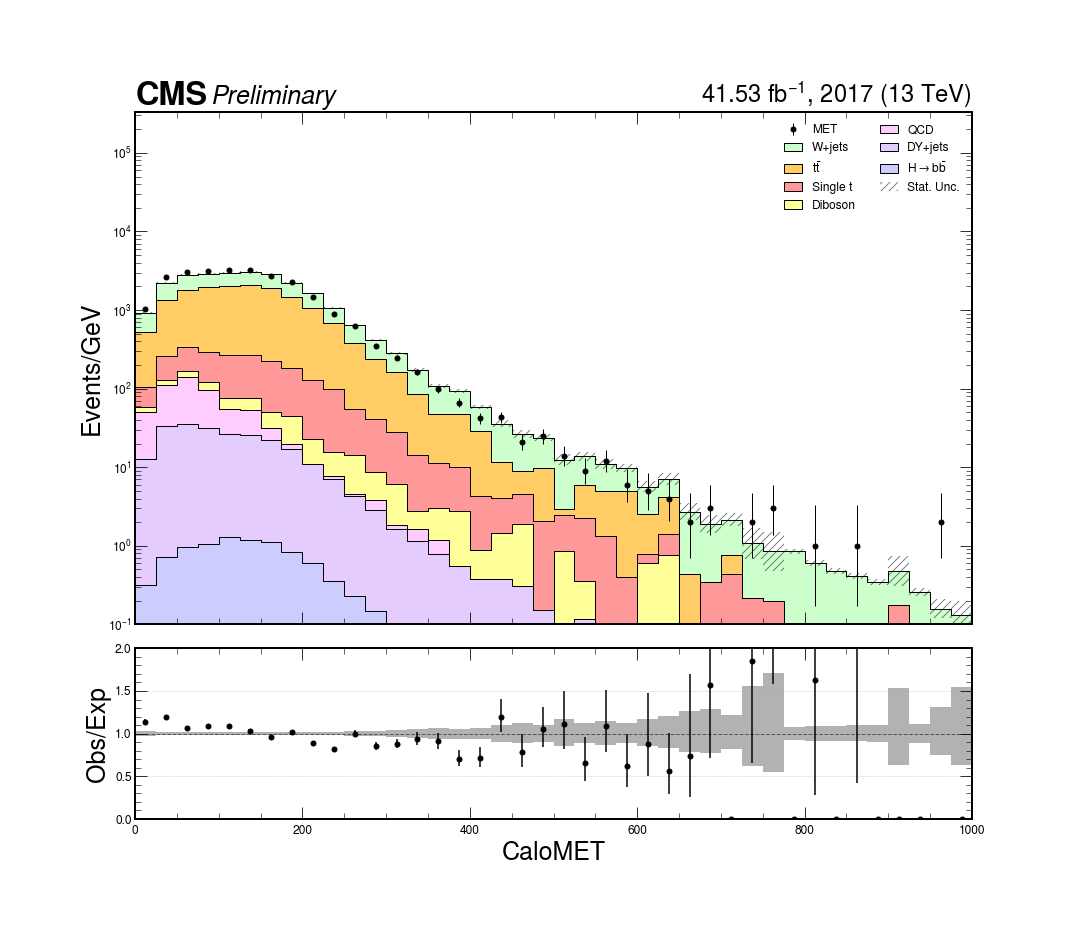 CMS Preliminary 41.53 fb⁻¹, 2017 (13 TeV)
MET QCD
W+jets DY+jets
tt̄ H→bb̄
Single t Stat. Unc.
Diboson
Events/GeV
10⁵
10⁴
10³
10²
10¹
10⁰
10⁻¹
Obs/Exp
2.0
1.5
1.0
0.5
0.0
0 200 400 600 800 1000
CaloMET